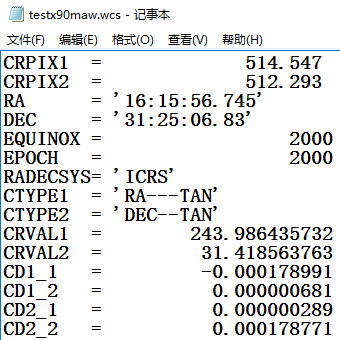 testx90maw.wcs - 记事本
文件(F) 编辑(E) 格式(O) 查看(V) 帮助(H)
CRPIX1 = 514.547
CRPIX2 = 512.293
RA = '16:15:56.745'
DEC = '31:25:06.83'
EQUINOX = 2000
EPOCH = 2000
RADECSYS= 'ICRS'
CTYPE1 = 'RA---TAN'
CTYPE2 = 'DEC--TAN'
CRVAL1 = 243.986435732
CRVAL2 = 31.418563763
CD1_1 = -0.000178991
CD1_2 = 0.000000681
CD2_1 = 0.000000289
CD2_2 = 0.000178771